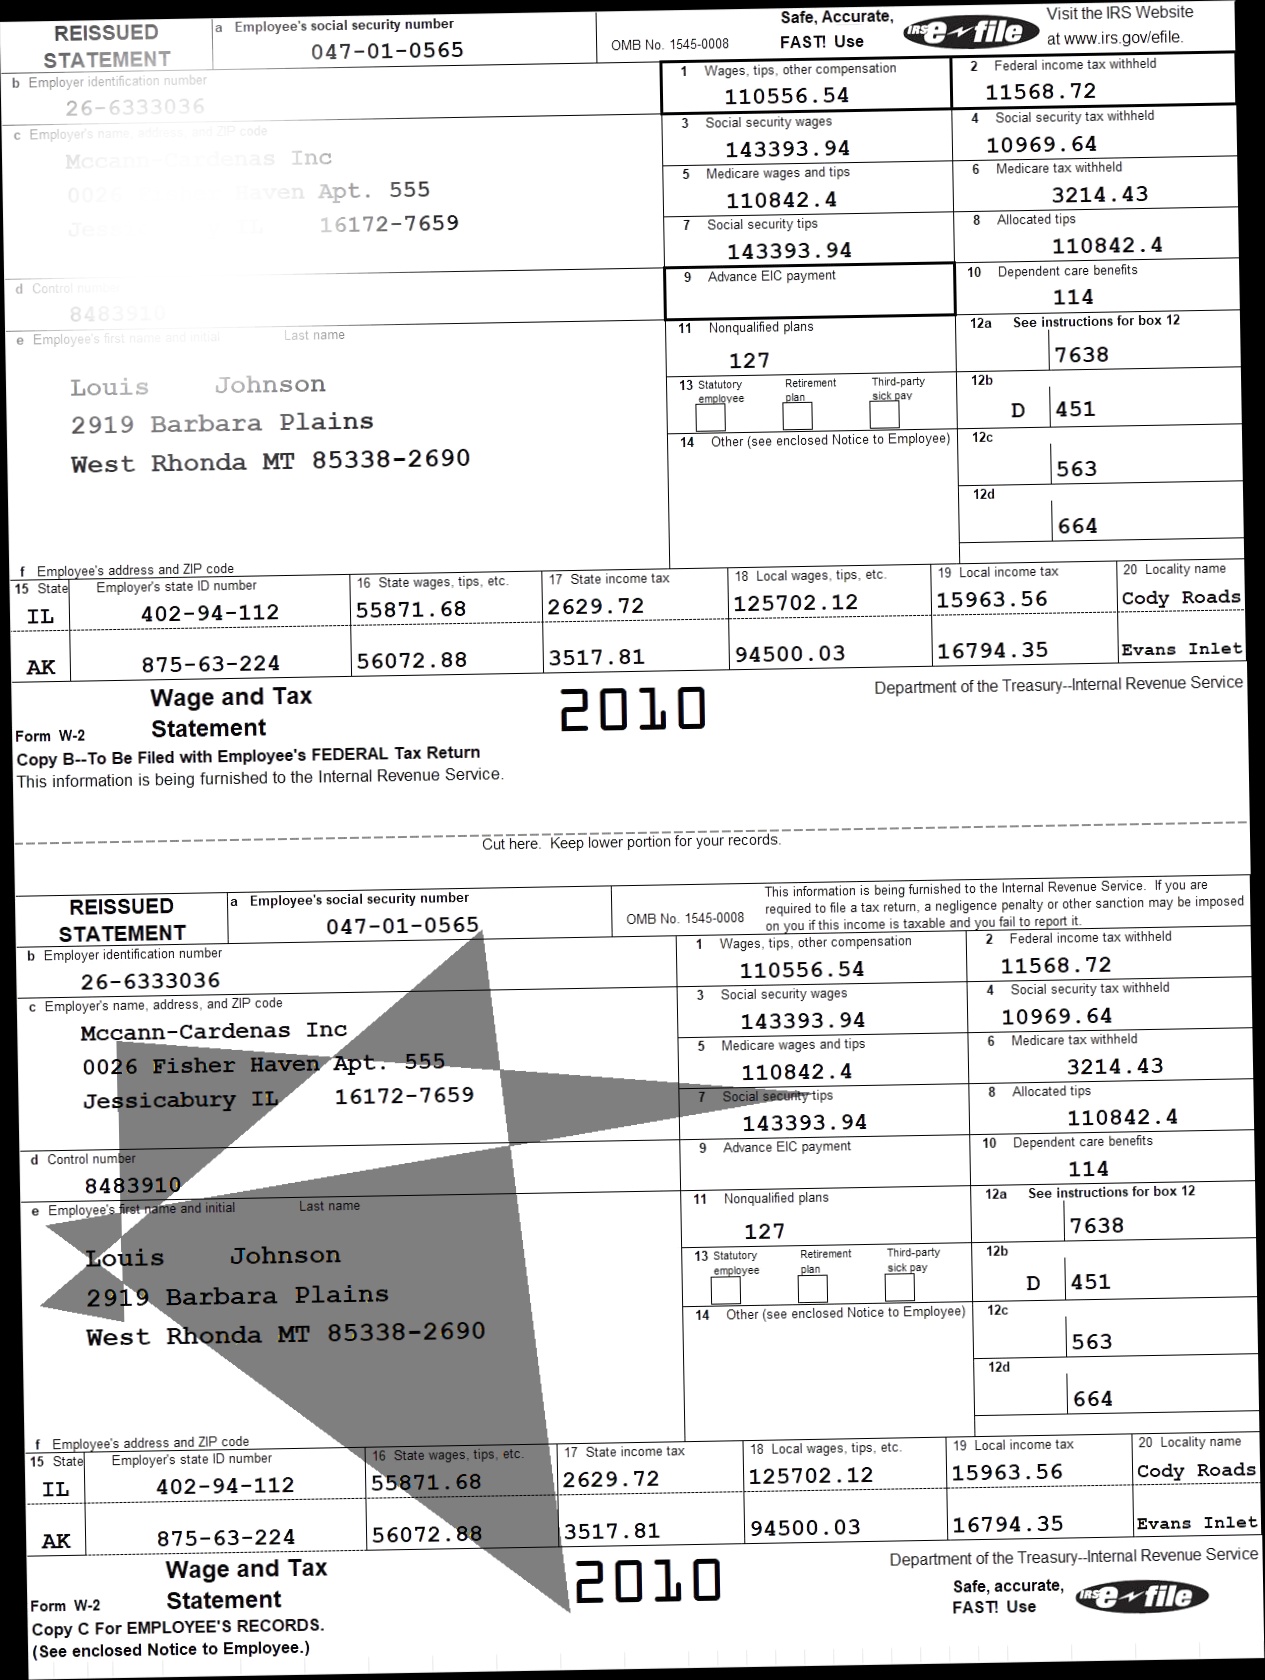 REISSUED STATEMENT
a Employee's social security number
047-01-0565
OMB No. 1545-0008
Safe, Accurate, FAST! Use
IRS e-file
Visit the IRS Website at www.irs.gov/efile.
b Employer identification number
26-6333036
1 Wages, tips, other compensation
110556.54
2 Federal income tax withheld
11568.72
c Employer's name, address, and ZIP code
Mccann-Cardenas Inc
0026 Haven Apt. 555
16172-7659
3 Social security wages
143393.94
4 Social security tax withheld
10969.64
5 Medicare wages and tips
110842.4
6 Medicare tax withheld
3214.43
7 Social security tips
143393.94
8 Allocated tips
110842.4
d Control number
8483910
9 Advance EIC payment
10 Dependent care benefits
114
e Employee's first name and initial Last name
Louis Johnson
2919 Barbara Plains
West Rhonda MT 85338-2690
11 Nonqualified plans
127
12a See instructions for box 12
7638
13 Statutory employee Retirement plan Third-party sick pay
12b
D 451
14 Other (see enclosed Notice to Employee)
12c
563
12d
664
f Employee's address and ZIP code
15 State Employer's state ID number 16 State wages, tips, etc. 17 State income tax 18 Local wages, tips, etc. 19 Local income tax 20 Locality name
IL 402-94-112 55871.68 2629.72 125702.12 15963.56 Cody Roads
AK 875-63-224 56072.88 3517.81 94500.03 16794.35 Evans Inlet
Wage and Tax
Form W-2 Statement
2010
Department of the Treasury--Internal Revenue Service
Copy B--To Be Filed with Employee's FEDERAL Tax Return
This information is being furnished to the Internal Revenue Service.
Cut here. Keep lower portion for your records.
REISSUED STATEMENT
a Employee's social security number
047-01-0565
OMB No. 1545-0008
This information is being furnished to the Internal Revenue Service. If you are
required to file a tax return, a negligence penalty or other sanction may be imposed
on you if this income is taxable and you fail to report it.
b Employer identification number
26-6333036
1 Wages, tips, other compensation
110556.54
2 Federal income tax withheld
11568.72
c Employer's name, address, and ZIP code
Mccann-Cardenas Inc
0026 Fisher Haven Apt. 555
Jessicabury IL 16172-7659
3 Social security wages
143393.94
4 Social security tax withheld
10969.64
5 Medicare wages and tips
110842.4
6 Medicare tax withheld
3214.43
7 Social security tips
143393.94
8 Allocated tips
110842.4
d Control number
8483910
9 Advance EIC payment
10 Dependent care benefits
114
e Employee's first name and initial Last name
Louis Johnson
2919 Barbara Plains
West Rhonda MT 85338-2690
11 Nonqualified plans
127
12a See instructions for box 12
7638
13 Statutory employee Retirement plan Third-party sick pay
12b
D 451
14 Other (see enclosed Notice to Employee)
12c
563
12d
664
f Employee's address and ZIP code
15 State Employer's state ID number 16 State wages, tips, etc. 17 State income tax 18 Local wages, tips, etc. 19 Local income tax 20 Locality name
IL 402-94-112 55871.68 2629.72 125702.12 15963.56 Cody Roads
AK 875-63-224 56072.88 3517.81 94500.03 16794.35 Evans Inlet
Wage and Tax
Form W-2 Statement
2010
Department of the Treasury--Internal Revenue Service
Safe, accurate, FAST! Use
IRS e-file
Copy C For EMPLOYEE'S RECORDS.
(See enclosed Notice to Employee.)